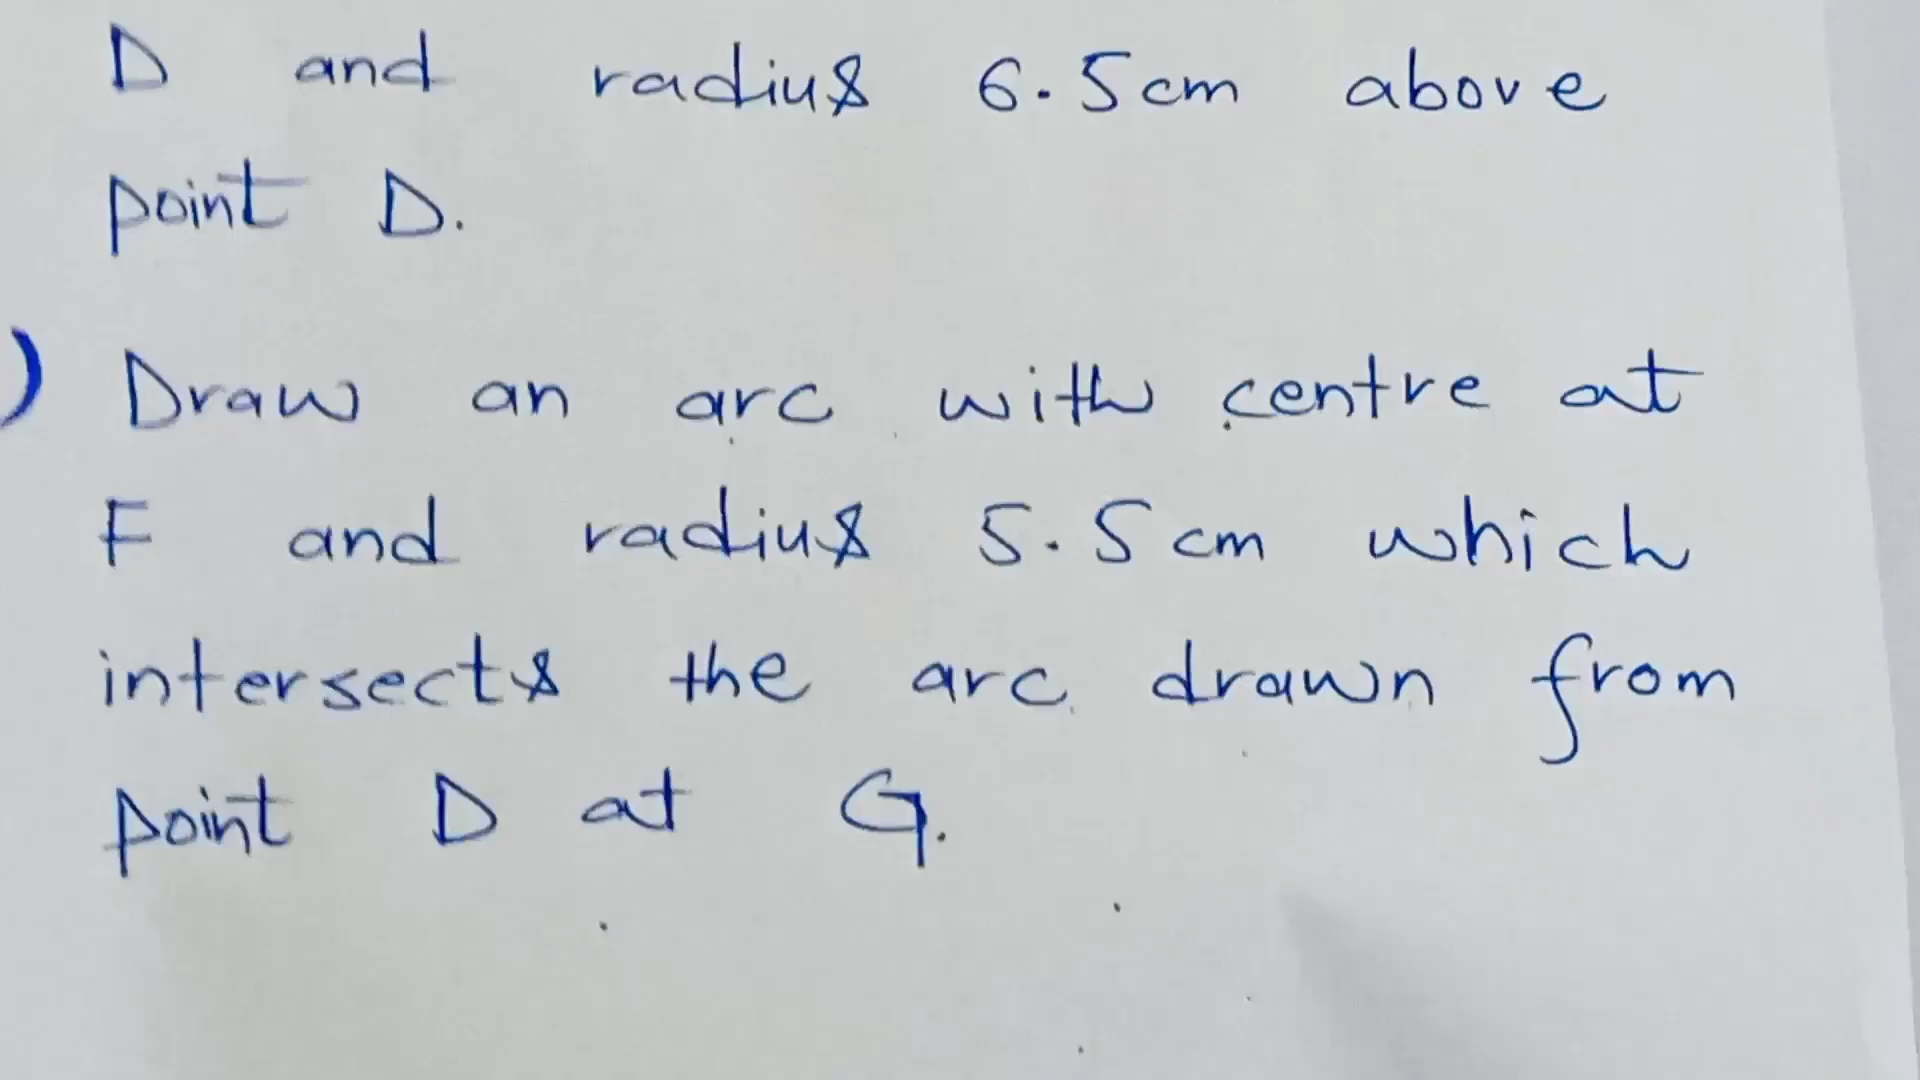 D and radius 6.5cm above
point D.
) Draw an arc with centre at
F and radius 5.5cm which
intersects the arc drawn from
point D at G.